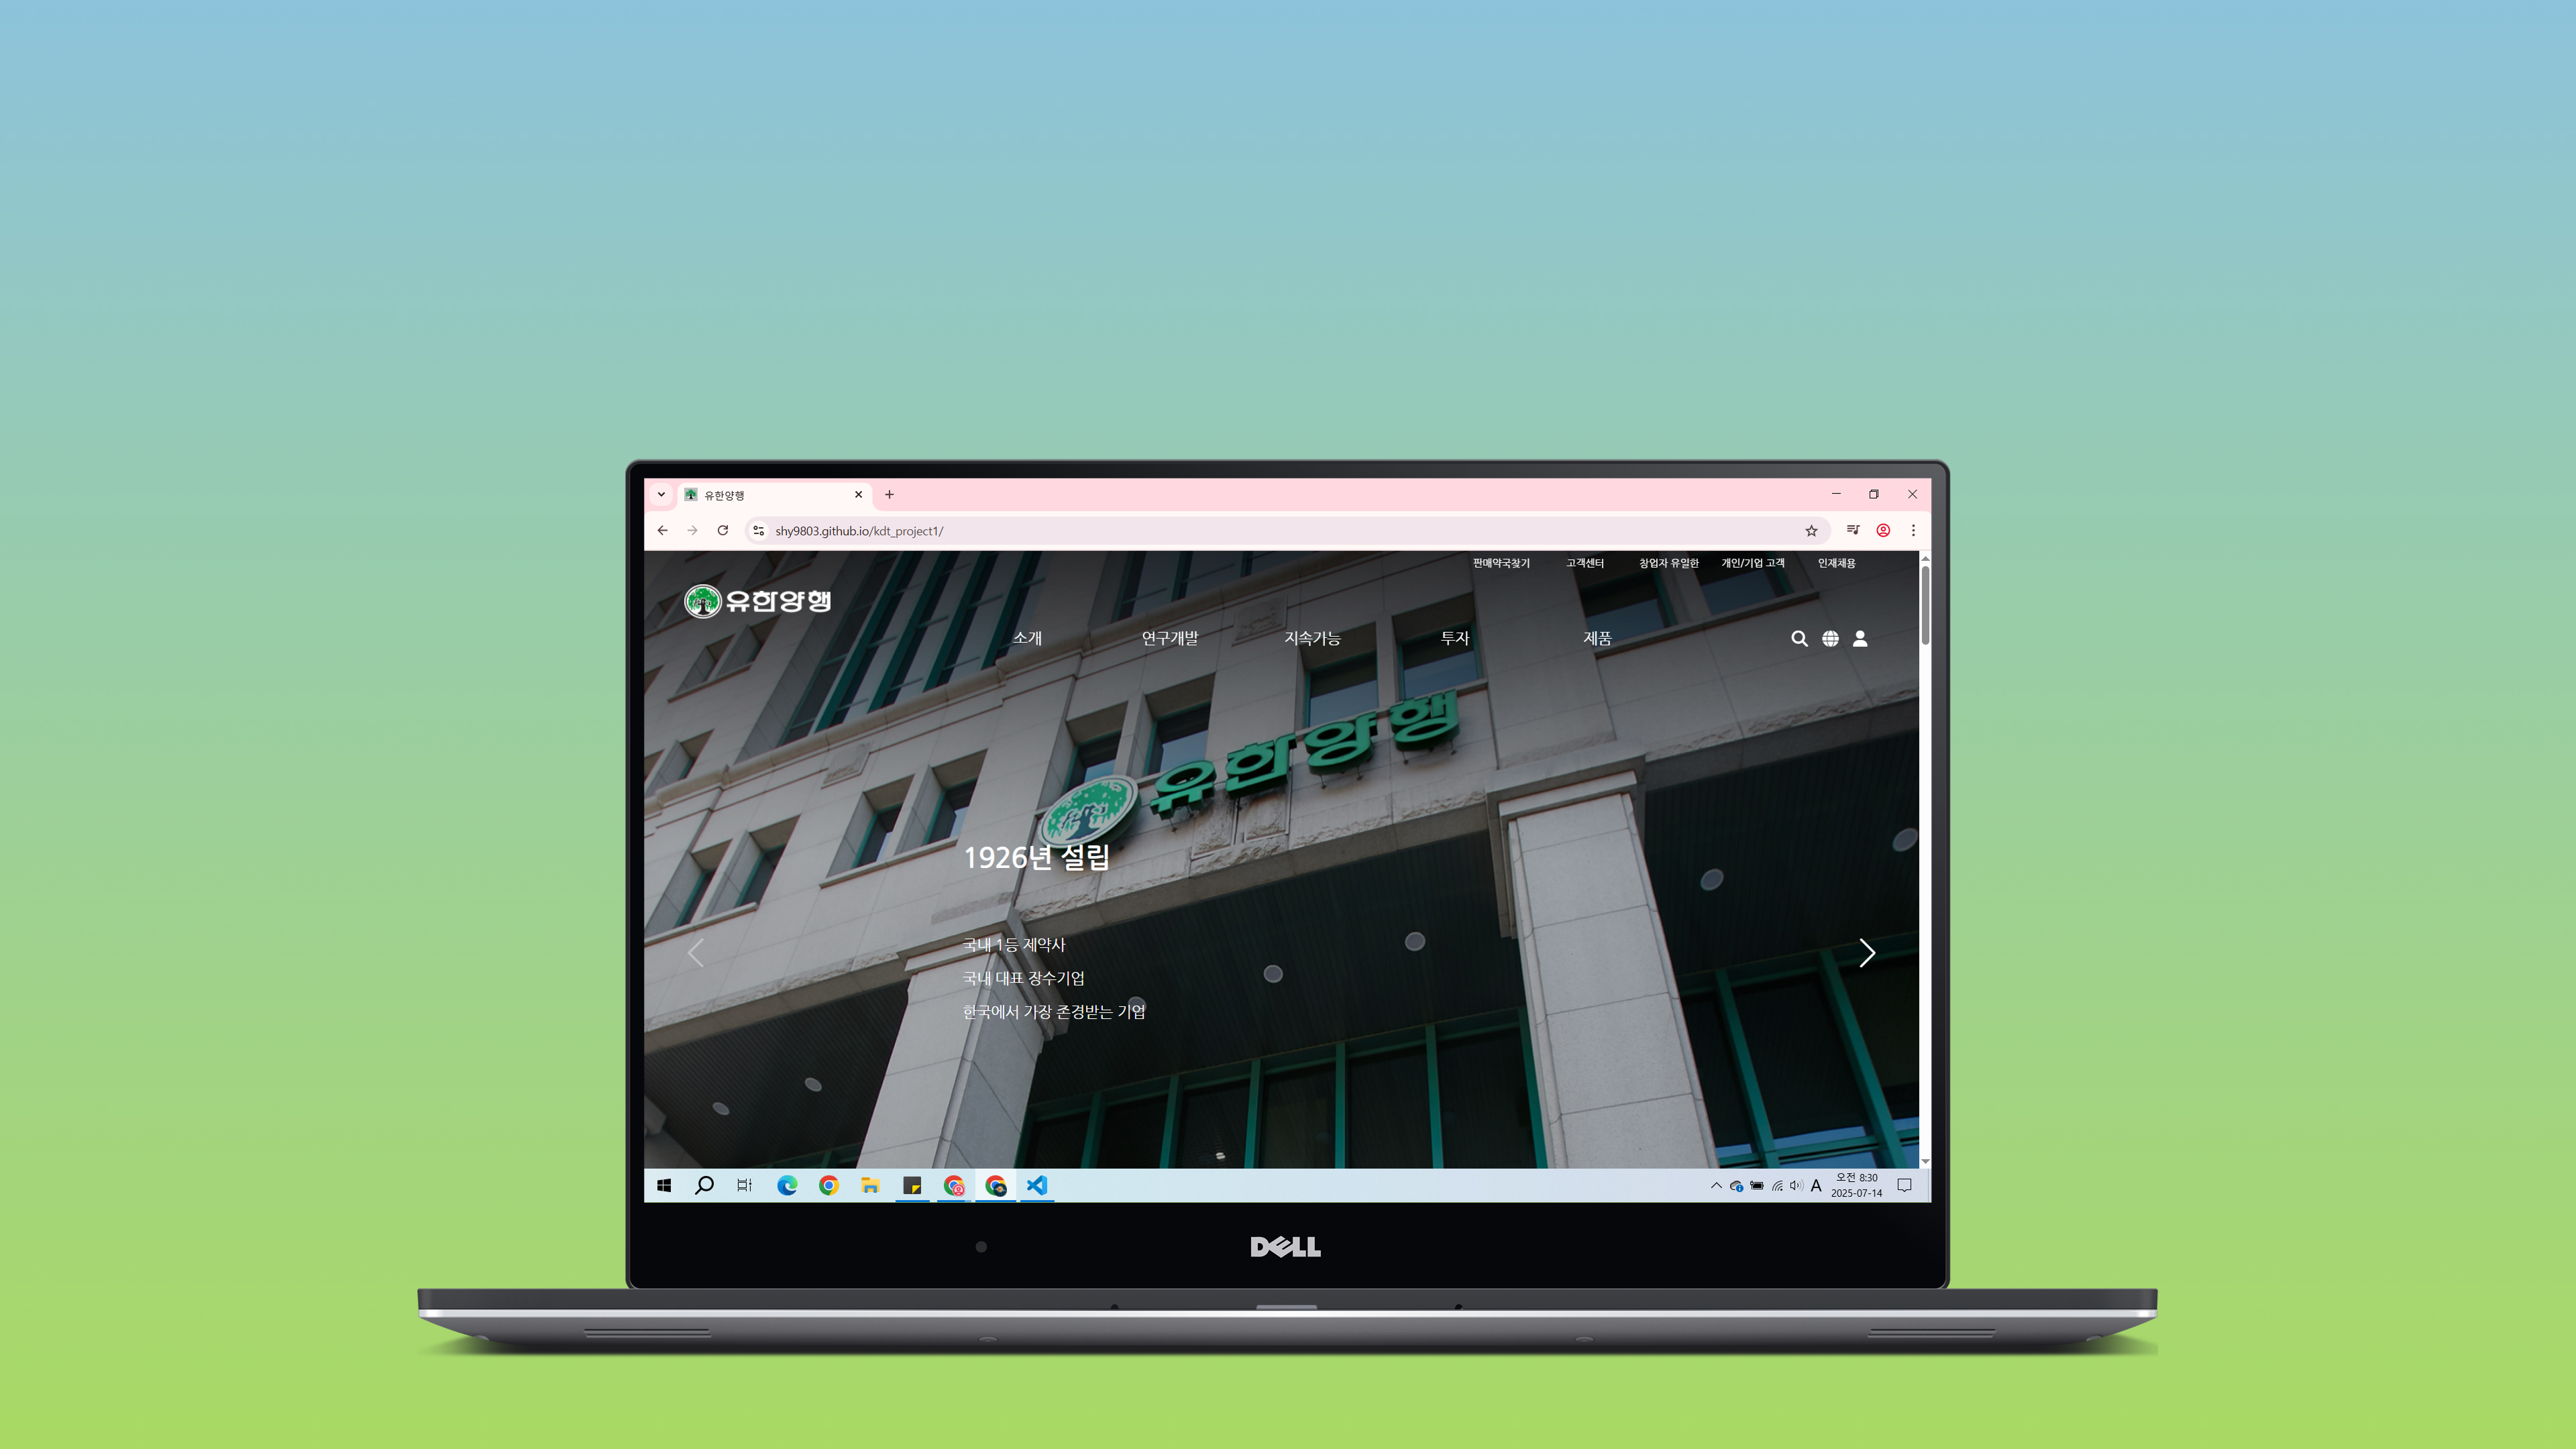 유한양행
shy9803.github.io/kdt_project1/
판매약국찾기 고객센터 창업자 유일한 개인/기업 고객 인재채용
유한양행
소개 연구개발 지속가능 투자 제품
유한양행
1926년 설립
국내 1등 제약사
국내 대표 장수기업
한국에서 가장 존경받는 기업
A
오전 8:30
2025-07-14
DELL